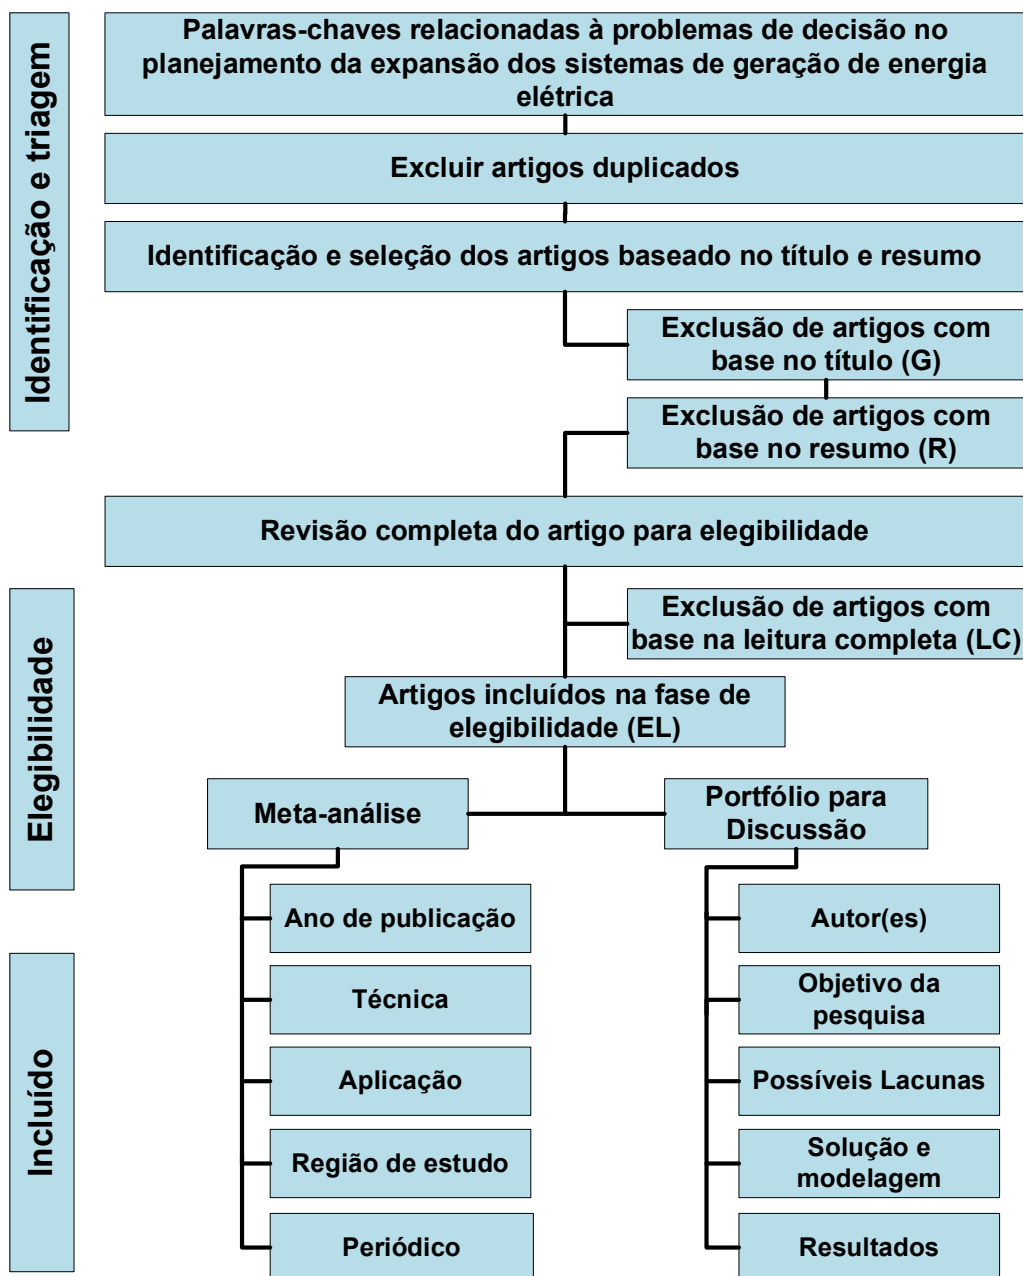 Identificação e triagem
Palavras-chaves relacionadas à problemas de decisão no
planejamento da expansão dos sistemas de geração de energia
elétrica
Excluir artigos duplicados
Identificação e seleção dos artigos baseado no título e resumo
Exclusão de artigos com
base no título (G)
Exclusão de artigos com
base no resumo (R)
Revisão completa do artigo para elegibilidade
Elegibilidade
Exclusão de artigos com
base na leitura completa (LC)
Artigos incluídos na fase de
elegibilidade (EL)
Meta-análise
Portfólio para
Discussão
Incluído
Ano de publicação
Técnica
Aplicação
Região de estudo
Periódico
Autor(es)
Objetivo da
pesquisa
Possíveis Lacunas
Solução e
modelagem
Resultados